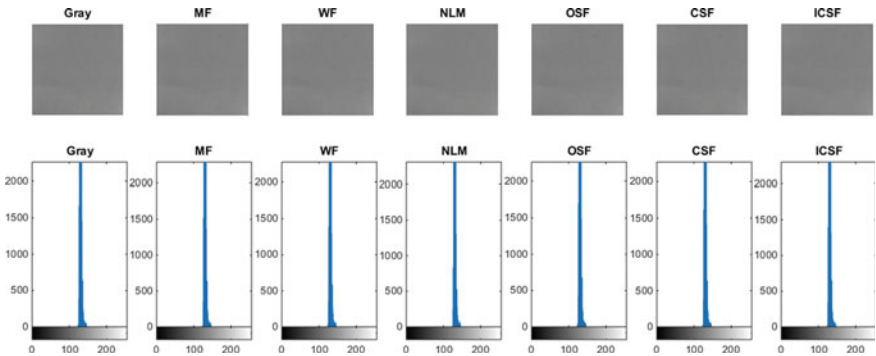 Gray MF WF NLM OSF CSF ICSF
Gray MF WF NLM OSF CSF ICSF
2000 2000 2000 2000 2000 2000 2000
1500 1500 1500 1500 1500 1500 1500
1000 1000 1000 1000 1000 1000 1000
500 500 500 500 500 500 500
0 0 0 0 0 0 0
0 100 200 0 100 200 0 100 200 0 100 200 0 100 200 0 100 200 0 100 200